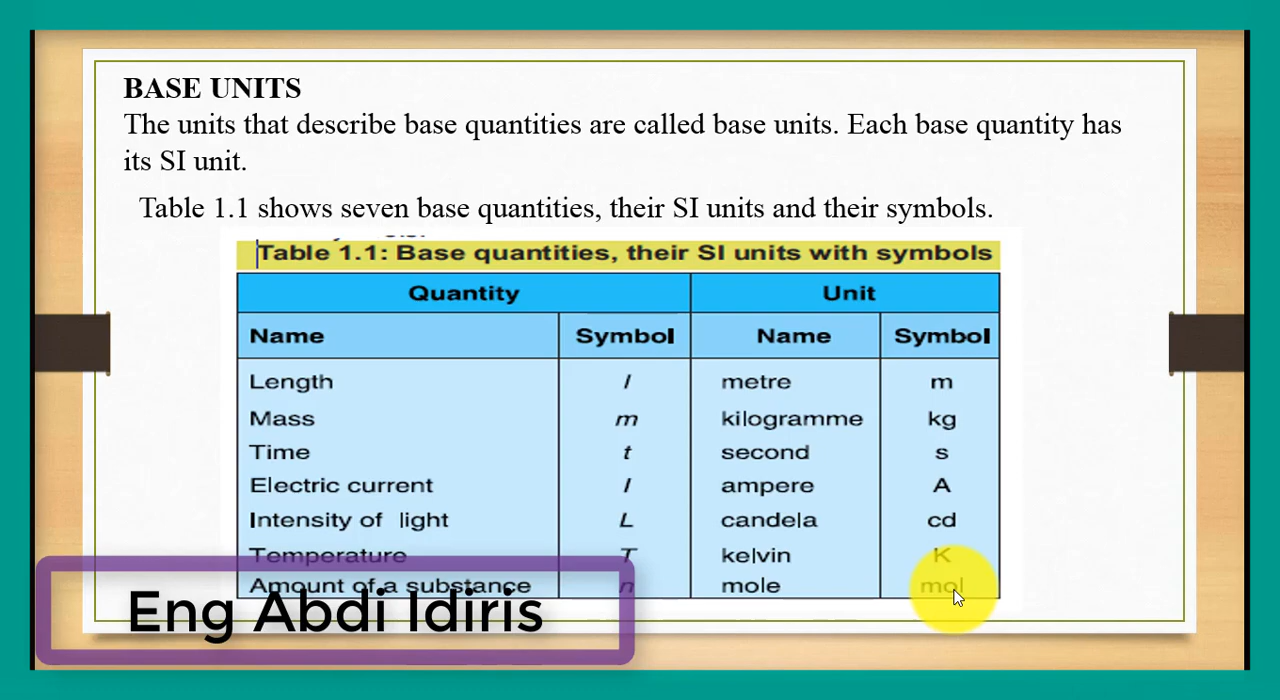 BASE UNITS
The units that describe base quantities are called base units. Each base quantity has
its SI unit.
Table 1.1 shows seven base quantities, their SI units and their symbols.
Table 1.1: Base quantities, their SI units with symbols
Quantity Unit
Name Symbol Name Symbol
Length l metre m
Mass m kilogramme kg
Time t second s
Electric current I ampere A
Intensity of light L candela cd
Temperature T kelvin K
Amount of a substance n mole mol
Eng Abdi Idiris